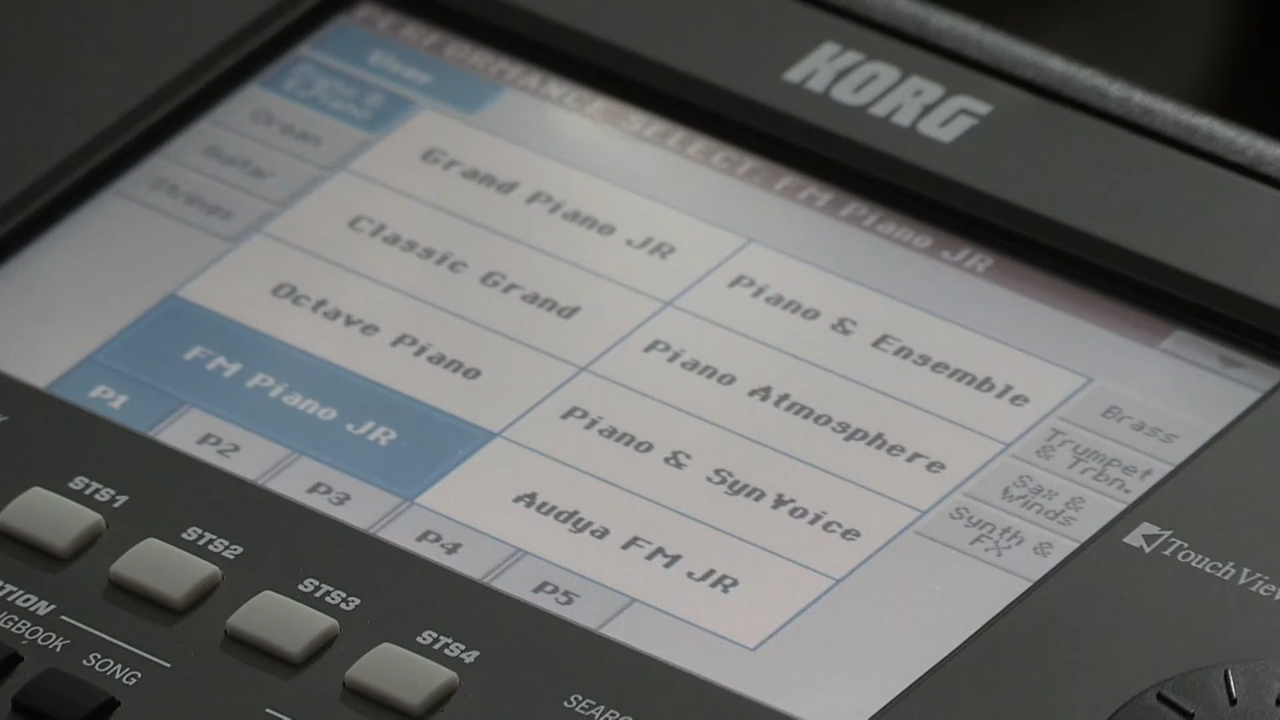 KORG
PERFORMANCE SELECT: FM Piano JR
User
Organ
Guitar
Strings
Grand Piano JR
Classic Grand
Octave Piano
FM Piano JR
Piano & Ensemble
Piano Atmosphere
Piano & SynVoice
Audya FM JR
Brass
Trumpet
& Trbn.
Sax &
Winds
Synth &
FX
P1
P2
P3
P4
P5
TouchView
STS1
STS2
STS3
STS4
SONG